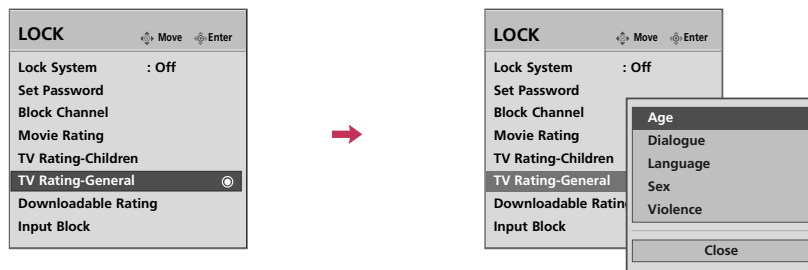 LOCK Move Enter
Lock System : Off
Set Password
Block Channel
Movie Rating
TV Rating-Children
TV Rating-General
Downloadable Rating
Input Block
LOCK Move Enter
Lock System : Off
Set Password
Block Channel
Movie Rating
TV Rating-Children
TV Rating-General
Downloadable Rating
Input Block
Age
Dialogue
Language
Sex
Violence
Close